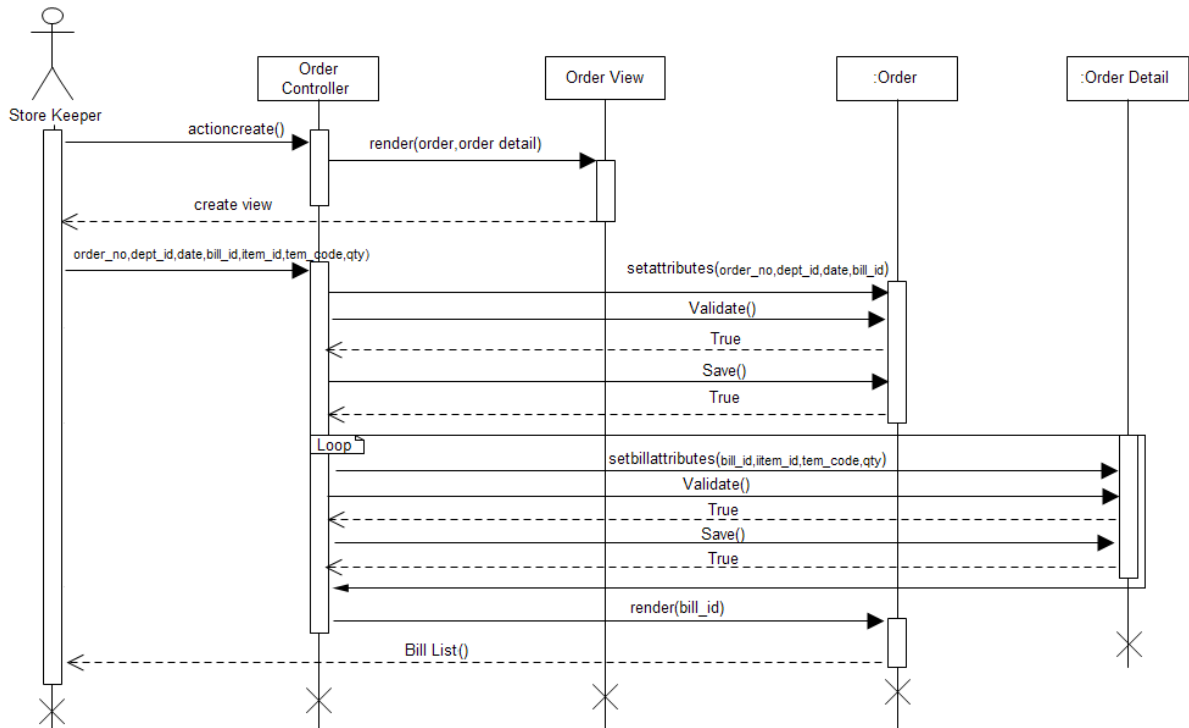 Store Keeper
Order
Controller
Order View
:Order
:Order Detail
actioncreate()
render(order,order detail)
create view
order_no,dept_id,date,bill_id,iitem_id,tem_code,qty)
setattributes(order_no,dept_id,date,bill_id)
Validate()
True
Save()
True
Loop
setbillattributes(bill_id,iitem_id,tem_code,qty)
Validate()
True
Save()
True
render(bill_id)
Bill List()